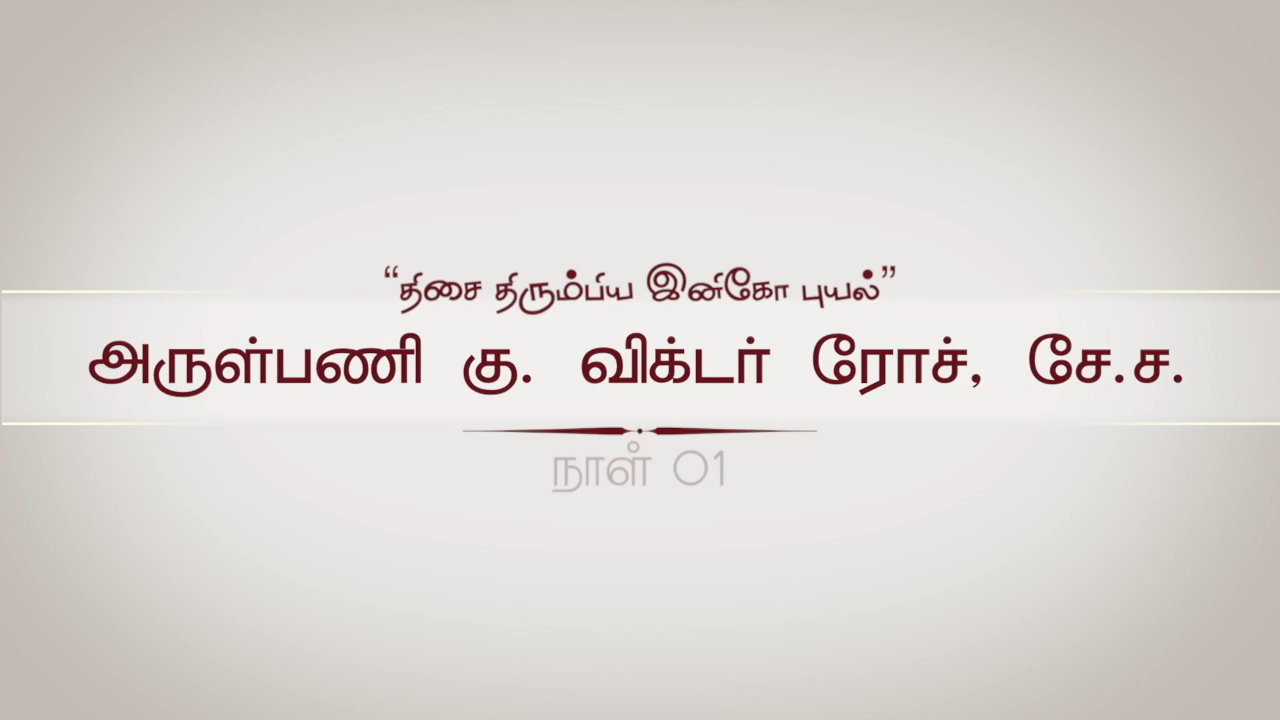 “திசை திரும்பிய இனிகோ புயல்”
அருள்பணி கு. விக்டர் ரோச், சே.ச.
நாள் 01